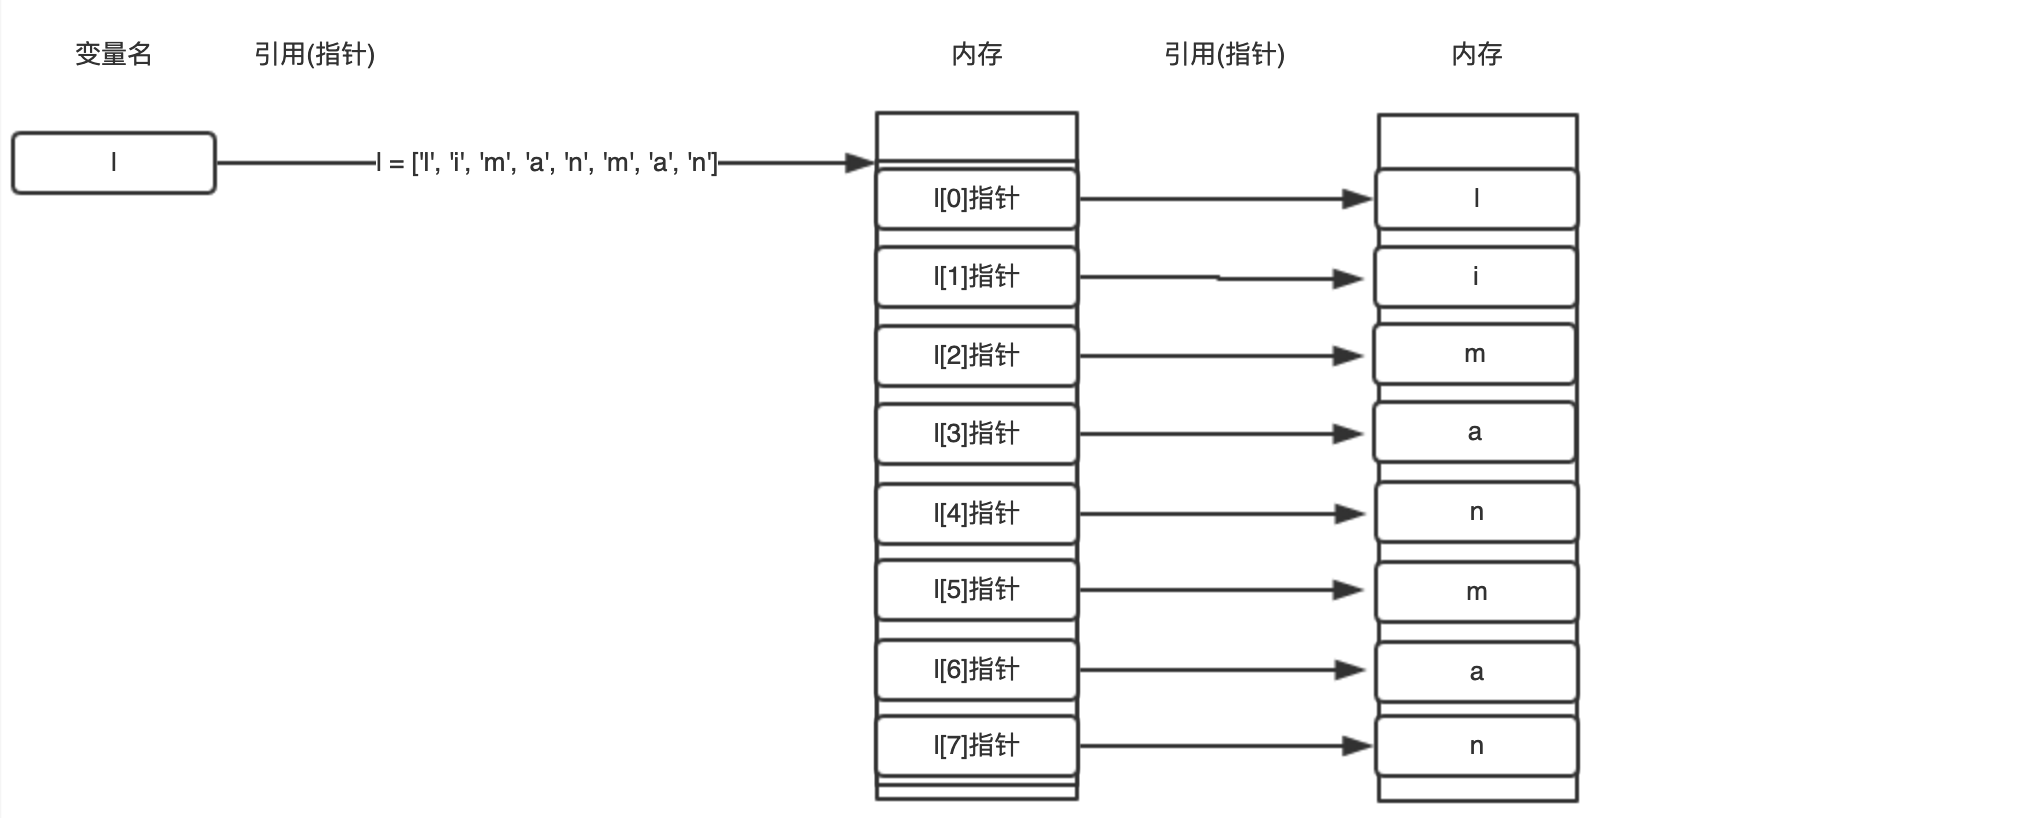 变量名 引用(指针) 内存 引用(指针) 内存
l l = ['l', 'i', 'm', 'a', 'n', 'm', 'a', 'n']
l[0]指针 l
l[1]指针 i
l[2]指针 m
l[3]指针 a
l[4]指针 n
l[5]指针 m
l[6]指针 a
l[7]指针 n